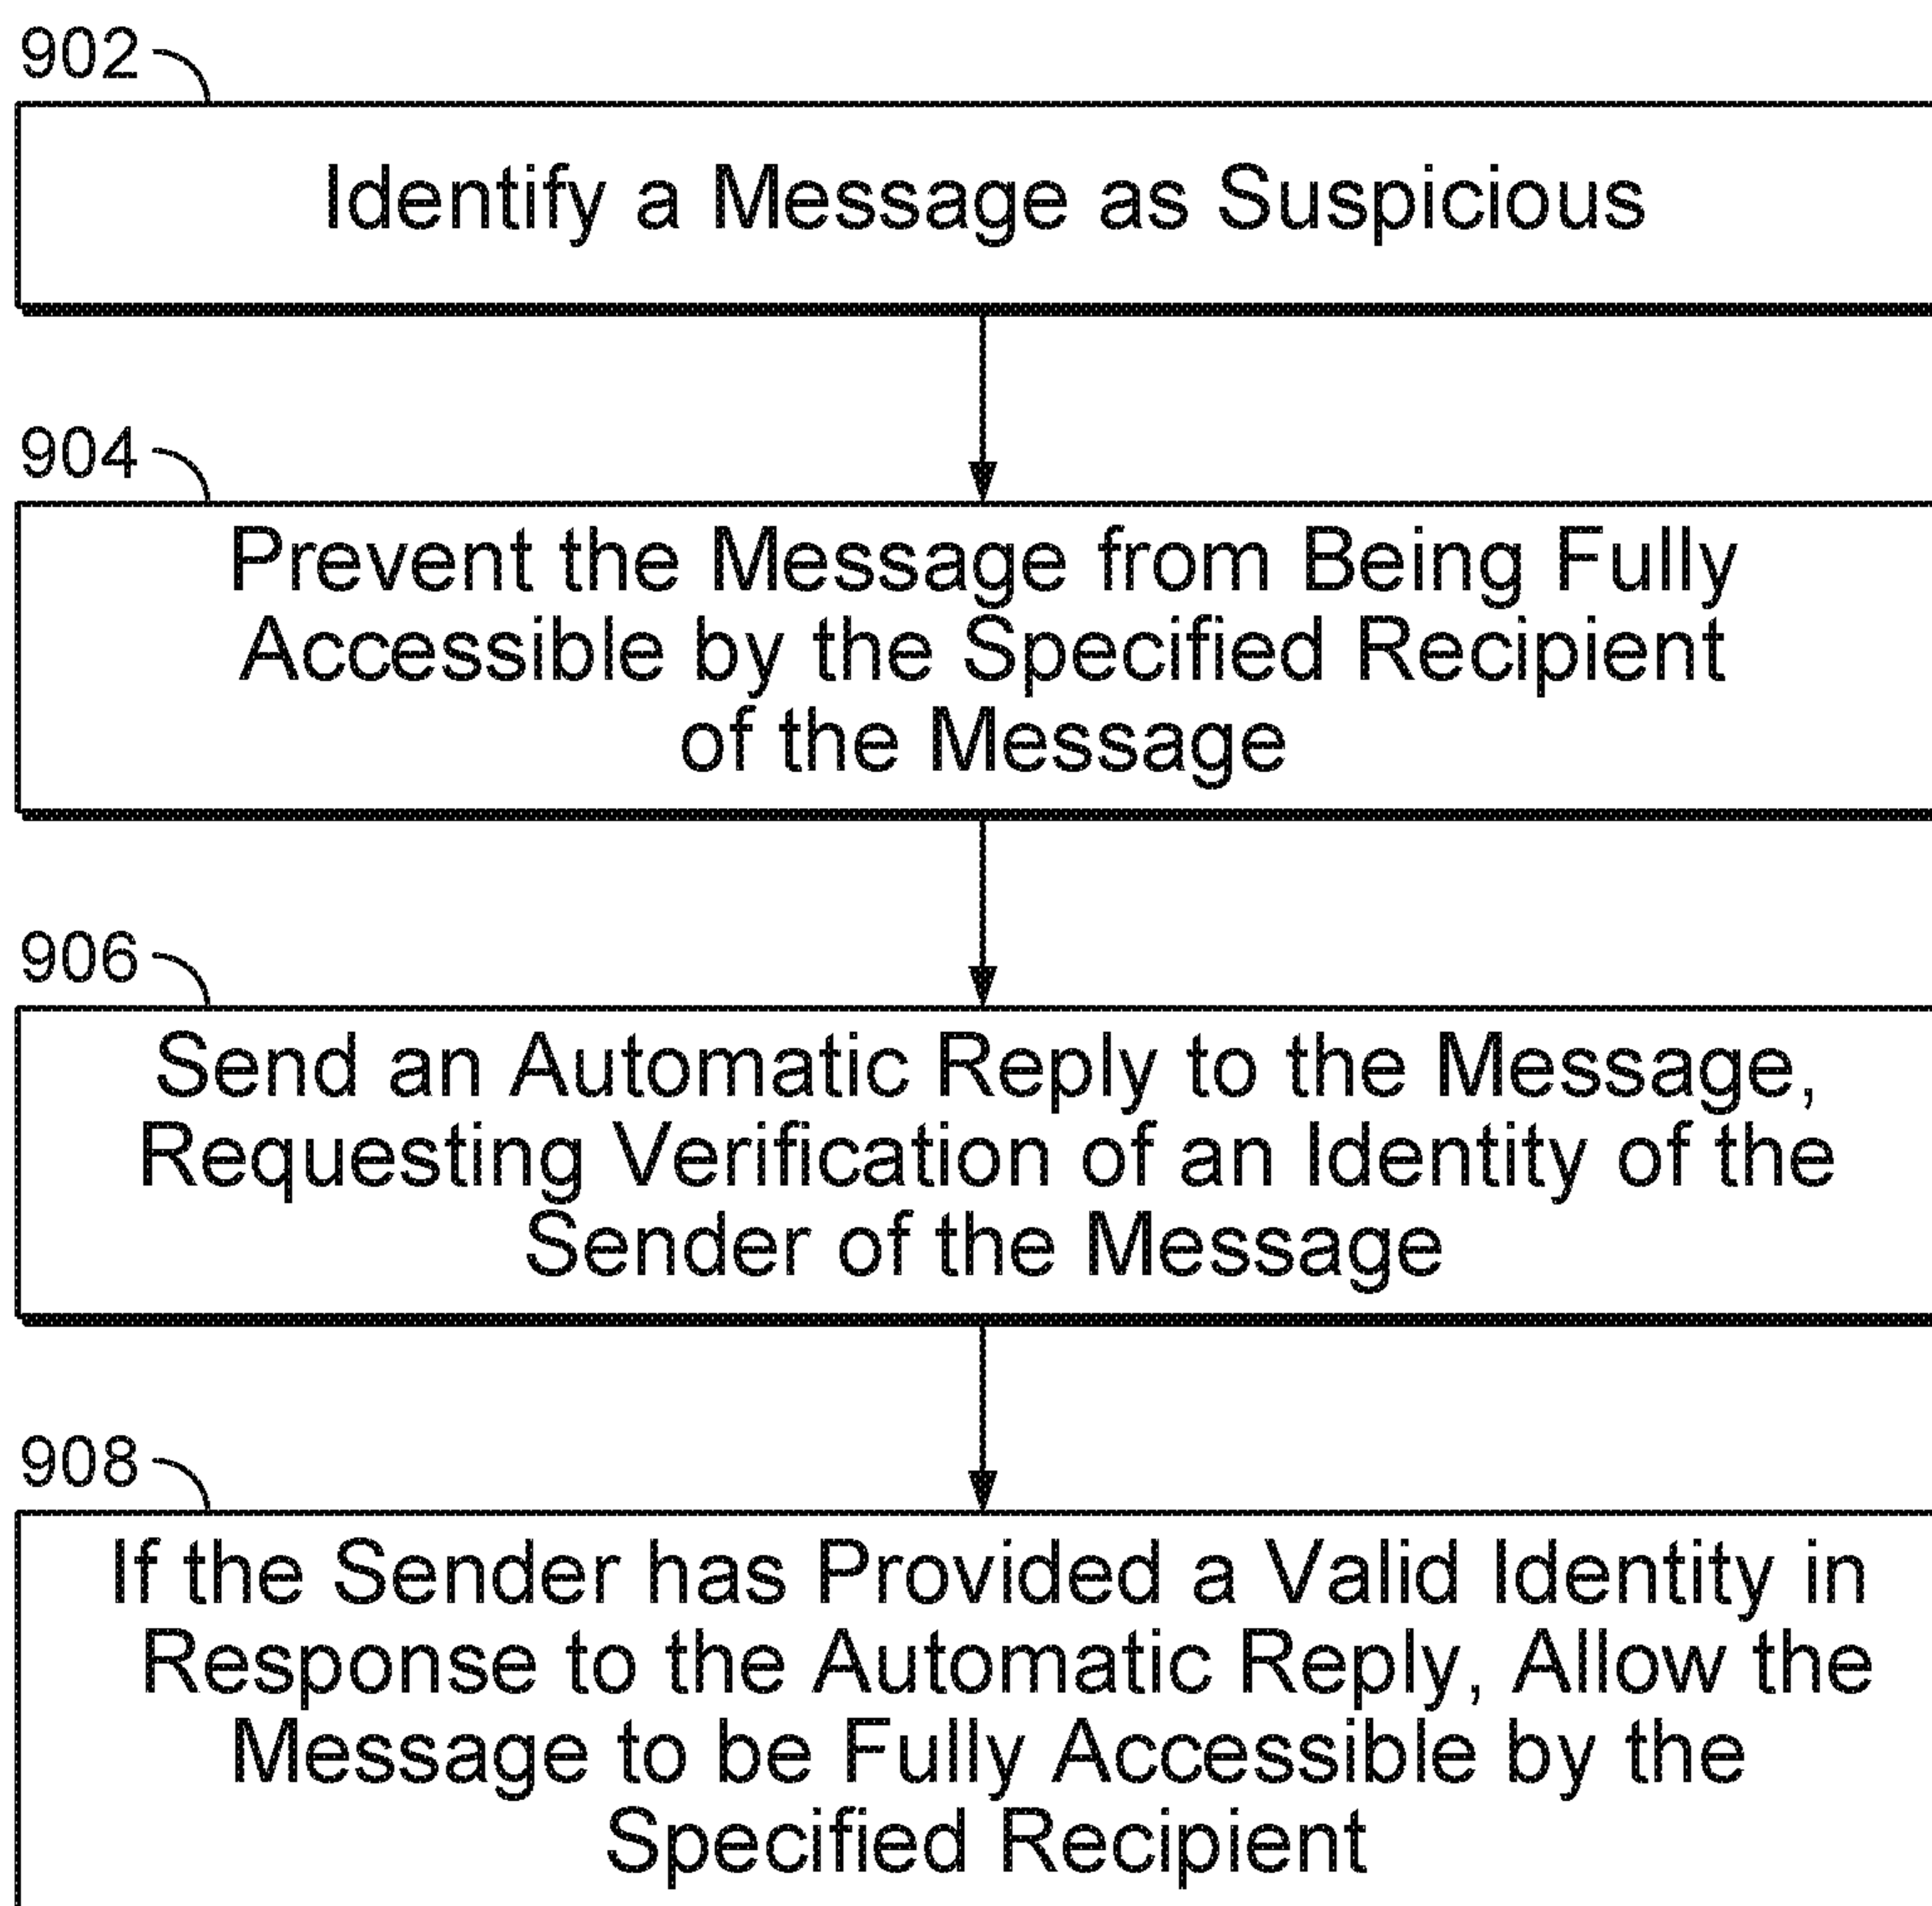 902
Identify a Message as Suspicious
904
Prevent the Message from Being Fully
Accessible by the Specified Recipient
of the Message
906
Send an Automatic Reply to the Message,
Requesting Verification of an Identity of the
Sender of the Message
908
If the Sender has Provided a Valid Identity in
Response to the Automatic Reply, Allow the
Message to be Fully Accessible by the
Specified Recipient